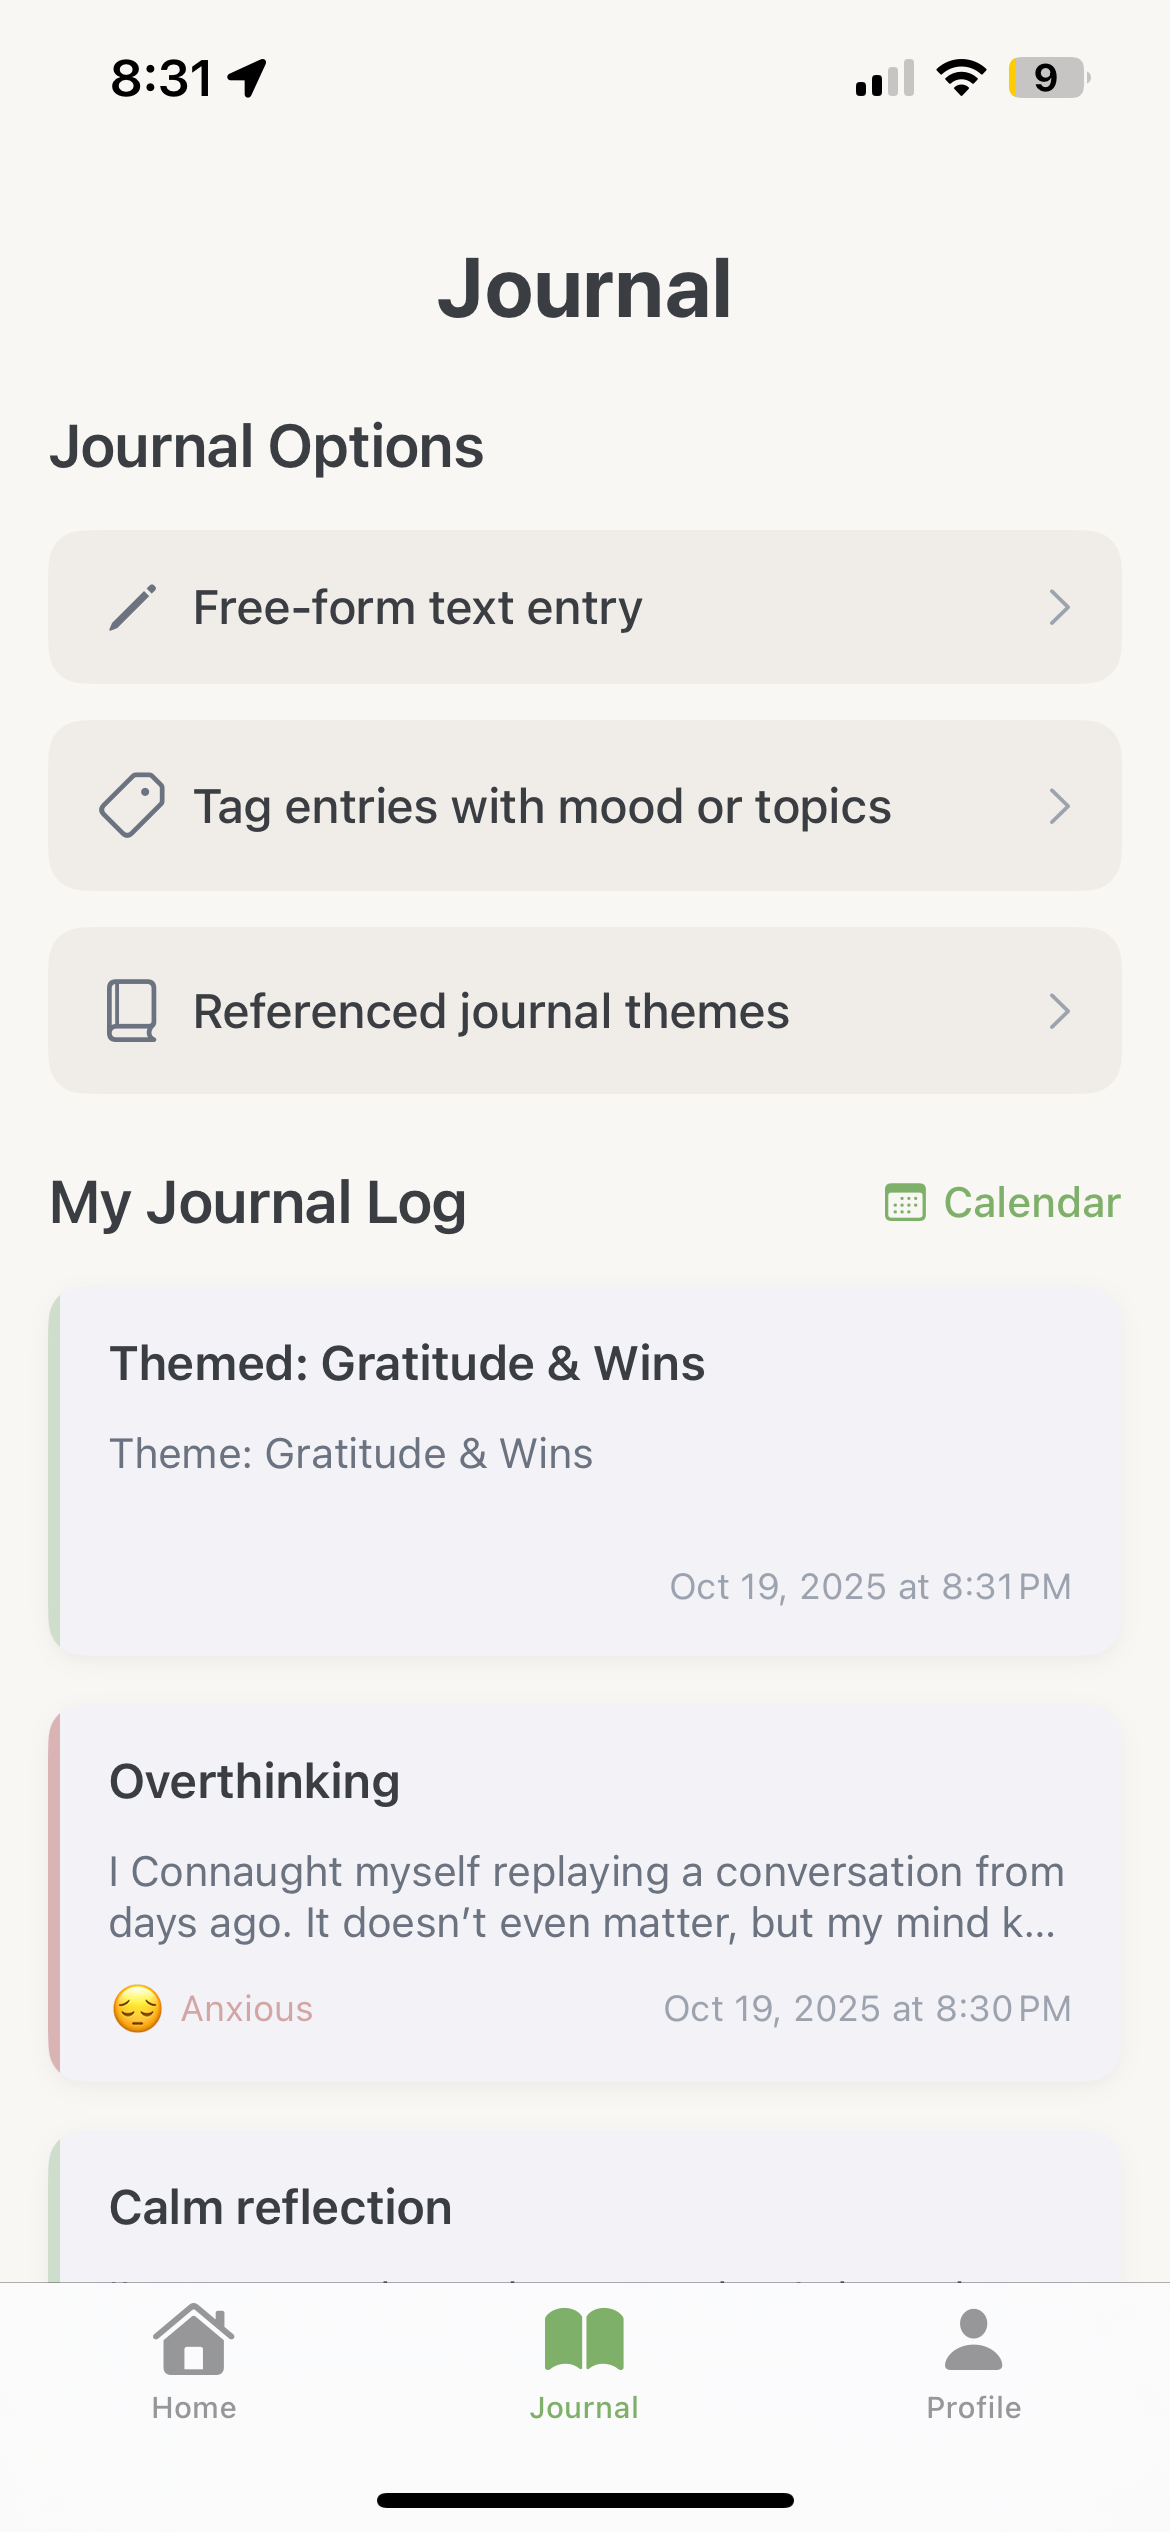 8:31
9
Journal
Journal Options
Free-form text entry
Tag entries with mood or topics
Referenced journal themes
My Journal Log
Calendar
Themed: Gratitude & Wins
Theme: Gratitude & Wins
Oct 19, 2025 at 8:31 PM
Overthinking
I Connaught myself replaying a conversation from
days ago. It doesn’t even matter, but my mind k...
Anxious
Oct 19, 2025 at 8:30 PM
Calm reflection
Home
Journal
Profile